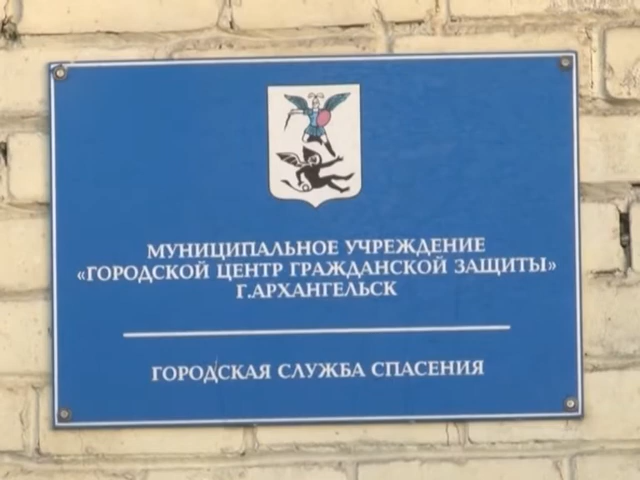 МУНИЦИПАЛЬНОЕ УЧРЕЖДЕНИЕ
«ГОРОДСКОЙ ЦЕНТР ГРАЖДАНСКОЙ ЗАЩИТЫ»
Г.АРХАНГЕЛЬСК
ГОРОДСКАЯ СЛУЖБА СПАСЕНИЯ